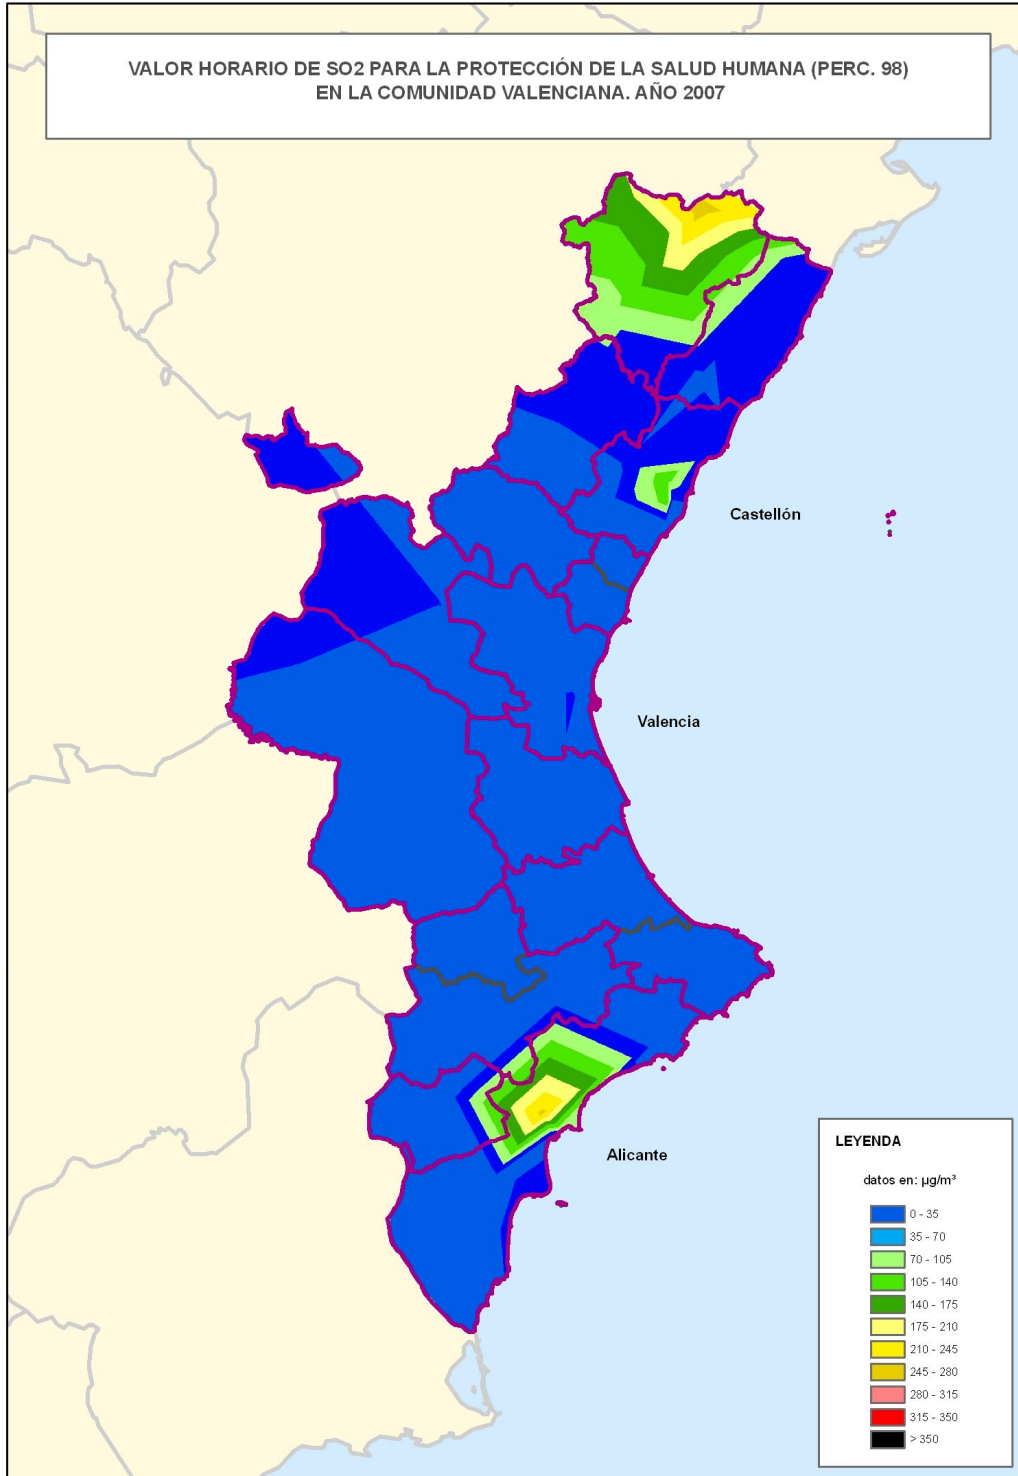 VALOR HORARIO DE SO2 PARA LA PROTECCIÓN DE LA SALUD HUMANA (PERC. 98)
EN LA COMUNIDAD VALENCIANA. AÑO 2007
Castellón
Valencia
Alicante
LEYENDA
datos en: µg/m³
0 - 35
35 - 70
70 - 105
105 - 140
140 - 175
175 - 210
210 - 245
245 - 280
280 - 315
315 - 350
> 350